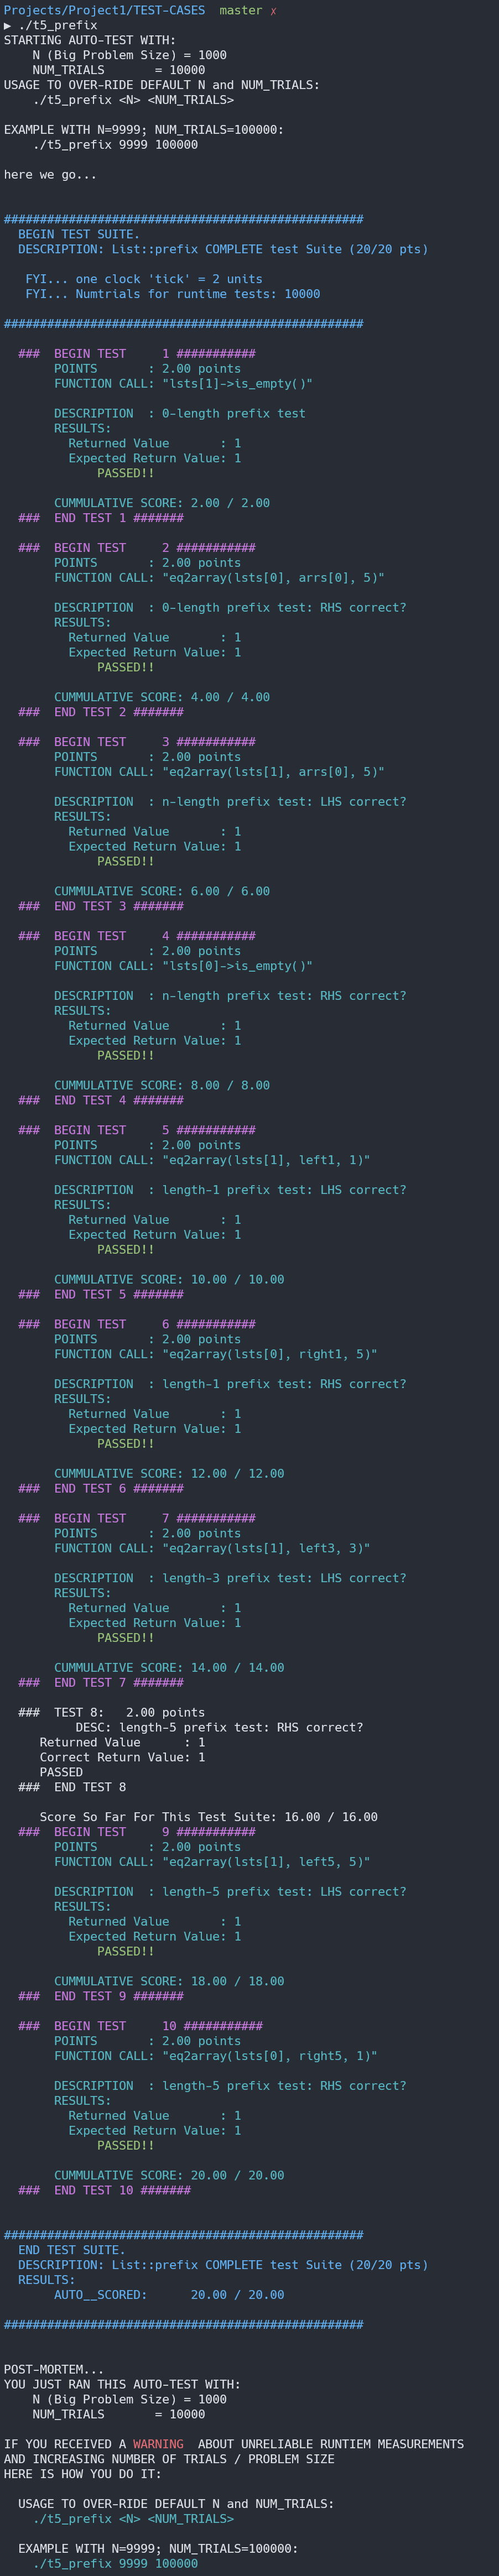 Projects/Project1/TEST-CASES  master ✗
▶ ./t5_prefix
STARTING AUTO-TEST WITH:
    N (Big Problem Size) = 1000
    NUM_TRIALS       = 10000
USAGE TO OVER-RIDE DEFAULT N and NUM_TRIALS:
    ./t5_prefix <N> <NUM_TRIALS>

EXAMPLE WITH N=9999; NUM_TRIALS=100000:
    ./t5_prefix 9999 100000

here we go...


##################################################
  BEGIN TEST SUITE.
  DESCRIPTION: List::prefix COMPLETE test Suite (20/20 pts)

   FYI... one clock 'tick' = 2 units
   FYI... Numtrials for runtime tests: 10000

##################################################

  ###  BEGIN TEST     1 ###########
       POINTS       : 2.00 points
       FUNCTION CALL: "lsts[1]->is_empty()"

       DESCRIPTION  : 0-length prefix test
       RESULTS:
         Returned Value       : 1
         Expected Return Value: 1
             PASSED!!

       CUMMULATIVE SCORE: 2.00 / 2.00
  ###  END TEST 1 #######

  ###  BEGIN TEST     2 ###########
       POINTS       : 2.00 points
       FUNCTION CALL: "eq2array(lsts[0], arrs[0], 5)"

       DESCRIPTION  : 0-length prefix test: RHS correct?
       RESULTS:
         Returned Value       : 1
         Expected Return Value: 1
             PASSED!!

       CUMMULATIVE SCORE: 4.00 / 4.00
  ###  END TEST 2 #######

  ###  BEGIN TEST     3 ###########
       POINTS       : 2.00 points
       FUNCTION CALL: "eq2array(lsts[1], arrs[0], 5)"

       DESCRIPTION  : n-length prefix test: LHS correct?
       RESULTS:
         Returned Value       : 1
         Expected Return Value: 1
             PASSED!!

       CUMMULATIVE SCORE: 6.00 / 6.00
  ###  END TEST 3 #######

  ###  BEGIN TEST     4 ###########
       POINTS       : 2.00 points
       FUNCTION CALL: "lsts[0]->is_empty()"

       DESCRIPTION  : n-length prefix test: RHS correct?
       RESULTS:
         Returned Value       : 1
         Expected Return Value: 1
             PASSED!!

       CUMMULATIVE SCORE: 8.00 / 8.00
  ###  END TEST 4 #######

  ###  BEGIN TEST     5 ###########
       POINTS       : 2.00 points
       FUNCTION CALL: "eq2array(lsts[1], left1, 1)"

       DESCRIPTION  : length-1 prefix test: LHS correct?
       RESULTS:
         Returned Value       : 1
         Expected Return Value: 1
             PASSED!!

       CUMMULATIVE SCORE: 10.00 / 10.00
  ###  END TEST 5 #######

  ###  BEGIN TEST     6 ###########
       POINTS       : 2.00 points
       FUNCTION CALL: "eq2array(lsts[0], right1, 5)"

       DESCRIPTION  : length-1 prefix test: RHS correct?
       RESULTS:
         Returned Value       : 1
         Expected Return Value: 1
             PASSED!!

       CUMMULATIVE SCORE: 12.00 / 12.00
  ###  END TEST 6 #######

  ###  BEGIN TEST     7 ###########
       POINTS       : 2.00 points
       FUNCTION CALL: "eq2array(lsts[1], left3, 3)"

       DESCRIPTION  : length-3 prefix test: LHS correct?
       RESULTS:
         Returned Value       : 1
         Expected Return Value: 1
             PASSED!!

       CUMMULATIVE SCORE: 14.00 / 14.00
  ###  END TEST 7 #######

  ###  TEST 8:   2.00 points
          DESC: length-5 prefix test: RHS correct?
     Returned Value      : 1
     Correct Return Value: 1
     PASSED
  ###  END TEST 8

     Score So Far For This Test Suite: 16.00 / 16.00
  ###  BEGIN TEST     9 ###########
       POINTS       : 2.00 points
       FUNCTION CALL: "eq2array(lsts[1], left5, 5)"

       DESCRIPTION  : length-5 prefix test: LHS correct?
       RESULTS:
         Returned Value       : 1
         Expected Return Value: 1
             PASSED!!

       CUMMULATIVE SCORE: 18.00 / 18.00
  ###  END TEST 9 #######

  ###  BEGIN TEST     10 ###########
       POINTS       : 2.00 points
       FUNCTION CALL: "eq2array(lsts[0], right5, 1)"

       DESCRIPTION  : length-5 prefix test: RHS correct?
       RESULTS:
         Returned Value       : 1
         Expected Return Value: 1
             PASSED!!

       CUMMULATIVE SCORE: 20.00 / 20.00
  ###  END TEST 10 #######


##################################################
  END TEST SUITE.
  DESCRIPTION: List::prefix COMPLETE test Suite (20/20 pts)
  RESULTS:
       AUTO__SCORED:      20.00 / 20.00

##################################################


POST-MORTEM...
YOU JUST RAN THIS AUTO-TEST WITH:
    N (Big Problem Size) = 1000
    NUM_TRIALS       = 10000

IF YOU RECEIVED A WARNING  ABOUT UNRELIABLE RUNTIEM MEASUREMENTS
AND INCREASING NUMBER OF TRIALS / PROBLEM SIZE
HERE IS HOW YOU DO IT:

  USAGE TO OVER-RIDE DEFAULT N and NUM_TRIALS:
    ./t5_prefix <N> <NUM_TRIALS>

  EXAMPLE WITH N=9999; NUM_TRIALS=100000:
    ./t5_prefix 9999 100000